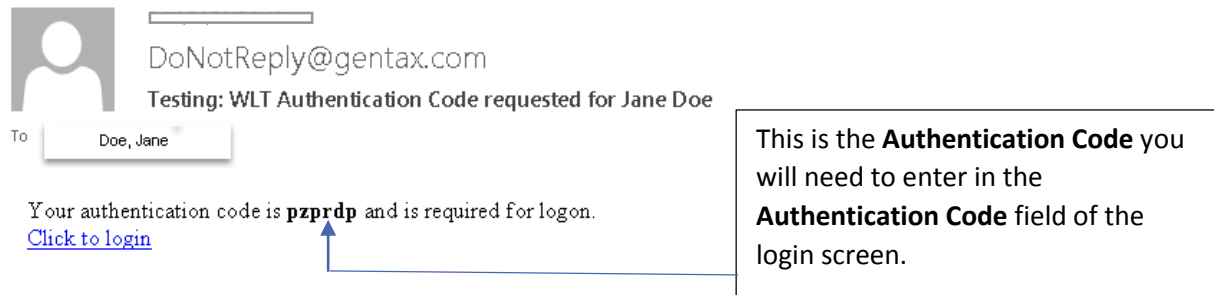 DoNotReply@gentax.com
Testing: WLT Authentication Code requested for Jane Doe
To Doe, Jane
Your authentication code is pzprdp and is required for logon.
Click to login
This is the Authentication Code you
will need to enter in the
Authentication Code field of the
login screen.